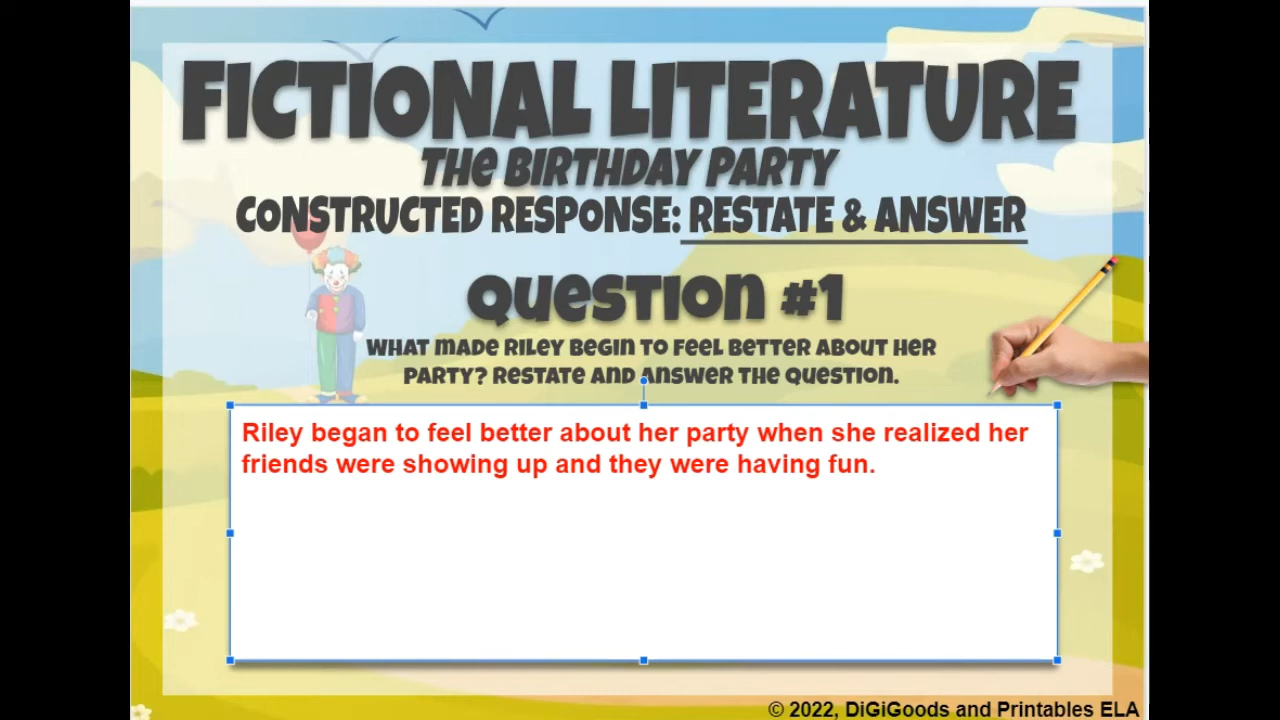 FICTIONAL LITERATURE
THE BIRTHDAY PARTY
CONSTRUCTED RESPONSE: RESTATE & ANSWER
QUESTION #1
WHAT MADE RILEY BEGIN TO FEEL BETTER ABOUT HER
PARTY? RESTATE AND ANSWER THE QUESTION.
Riley began to feel better about her party when she realized her
friends were showing up and they were having fun.
© 2022, DiGiGoods and Printables ELA